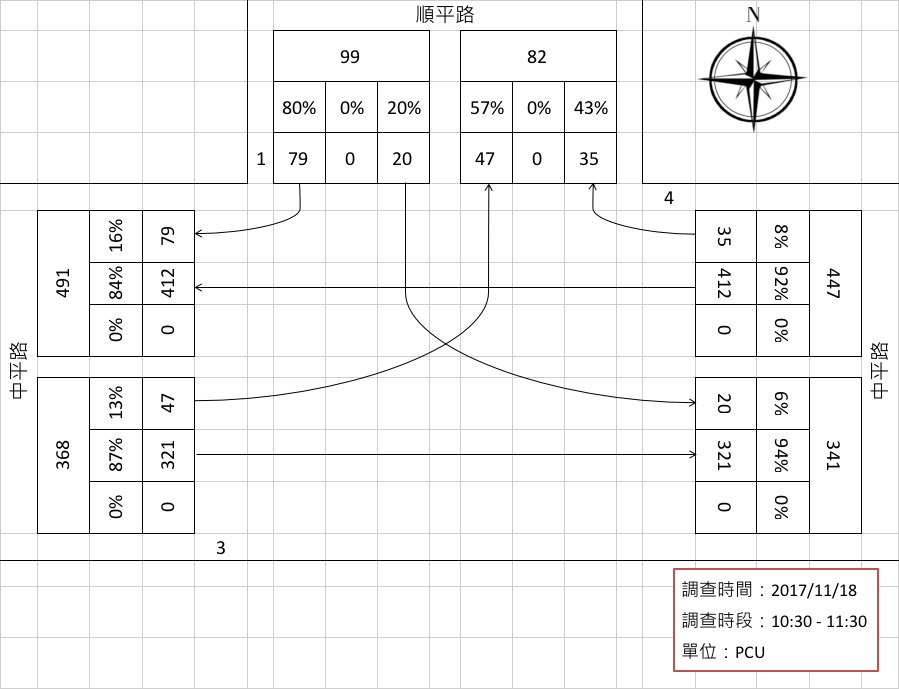 順平路
N
99 82
80% 0% 20% 57% 0% 43%
1 79 0 20 47 0 35
4
491 16% 79 35 8% 447
84% 412 412 92%
0% 0 0 0%
中平路 中平路
368 13% 47 20 6% 341
87% 321 321 94%
0% 0 0 0%
3
調查時間：2017/11/18
調查時段：10:30 - 11:30
單位：PCU